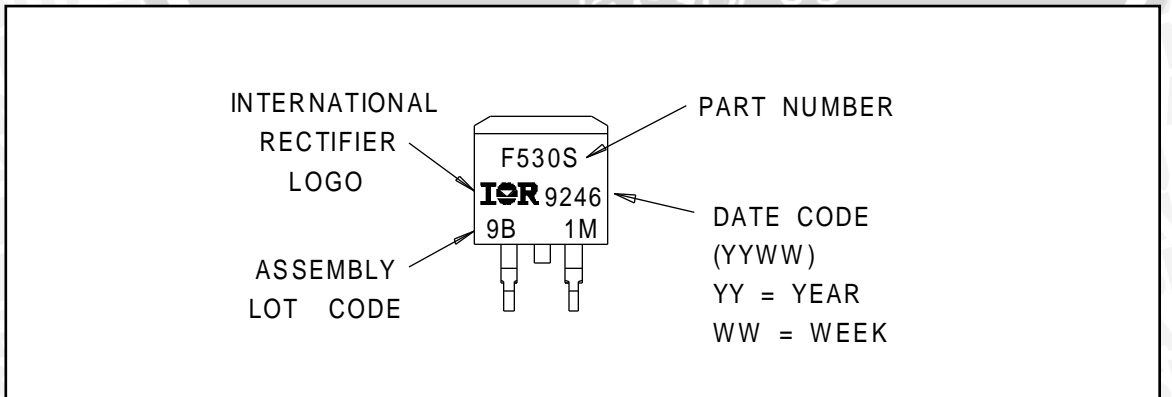 INTERNATIONAL
RECTIFIER
LOGO
PART NUMBER
F530S
IOR 9246
9B 1M
ASSEMBLY
LOT CODE
DATE CODE
(YYWW)
YY = YEAR
WW = WEEK